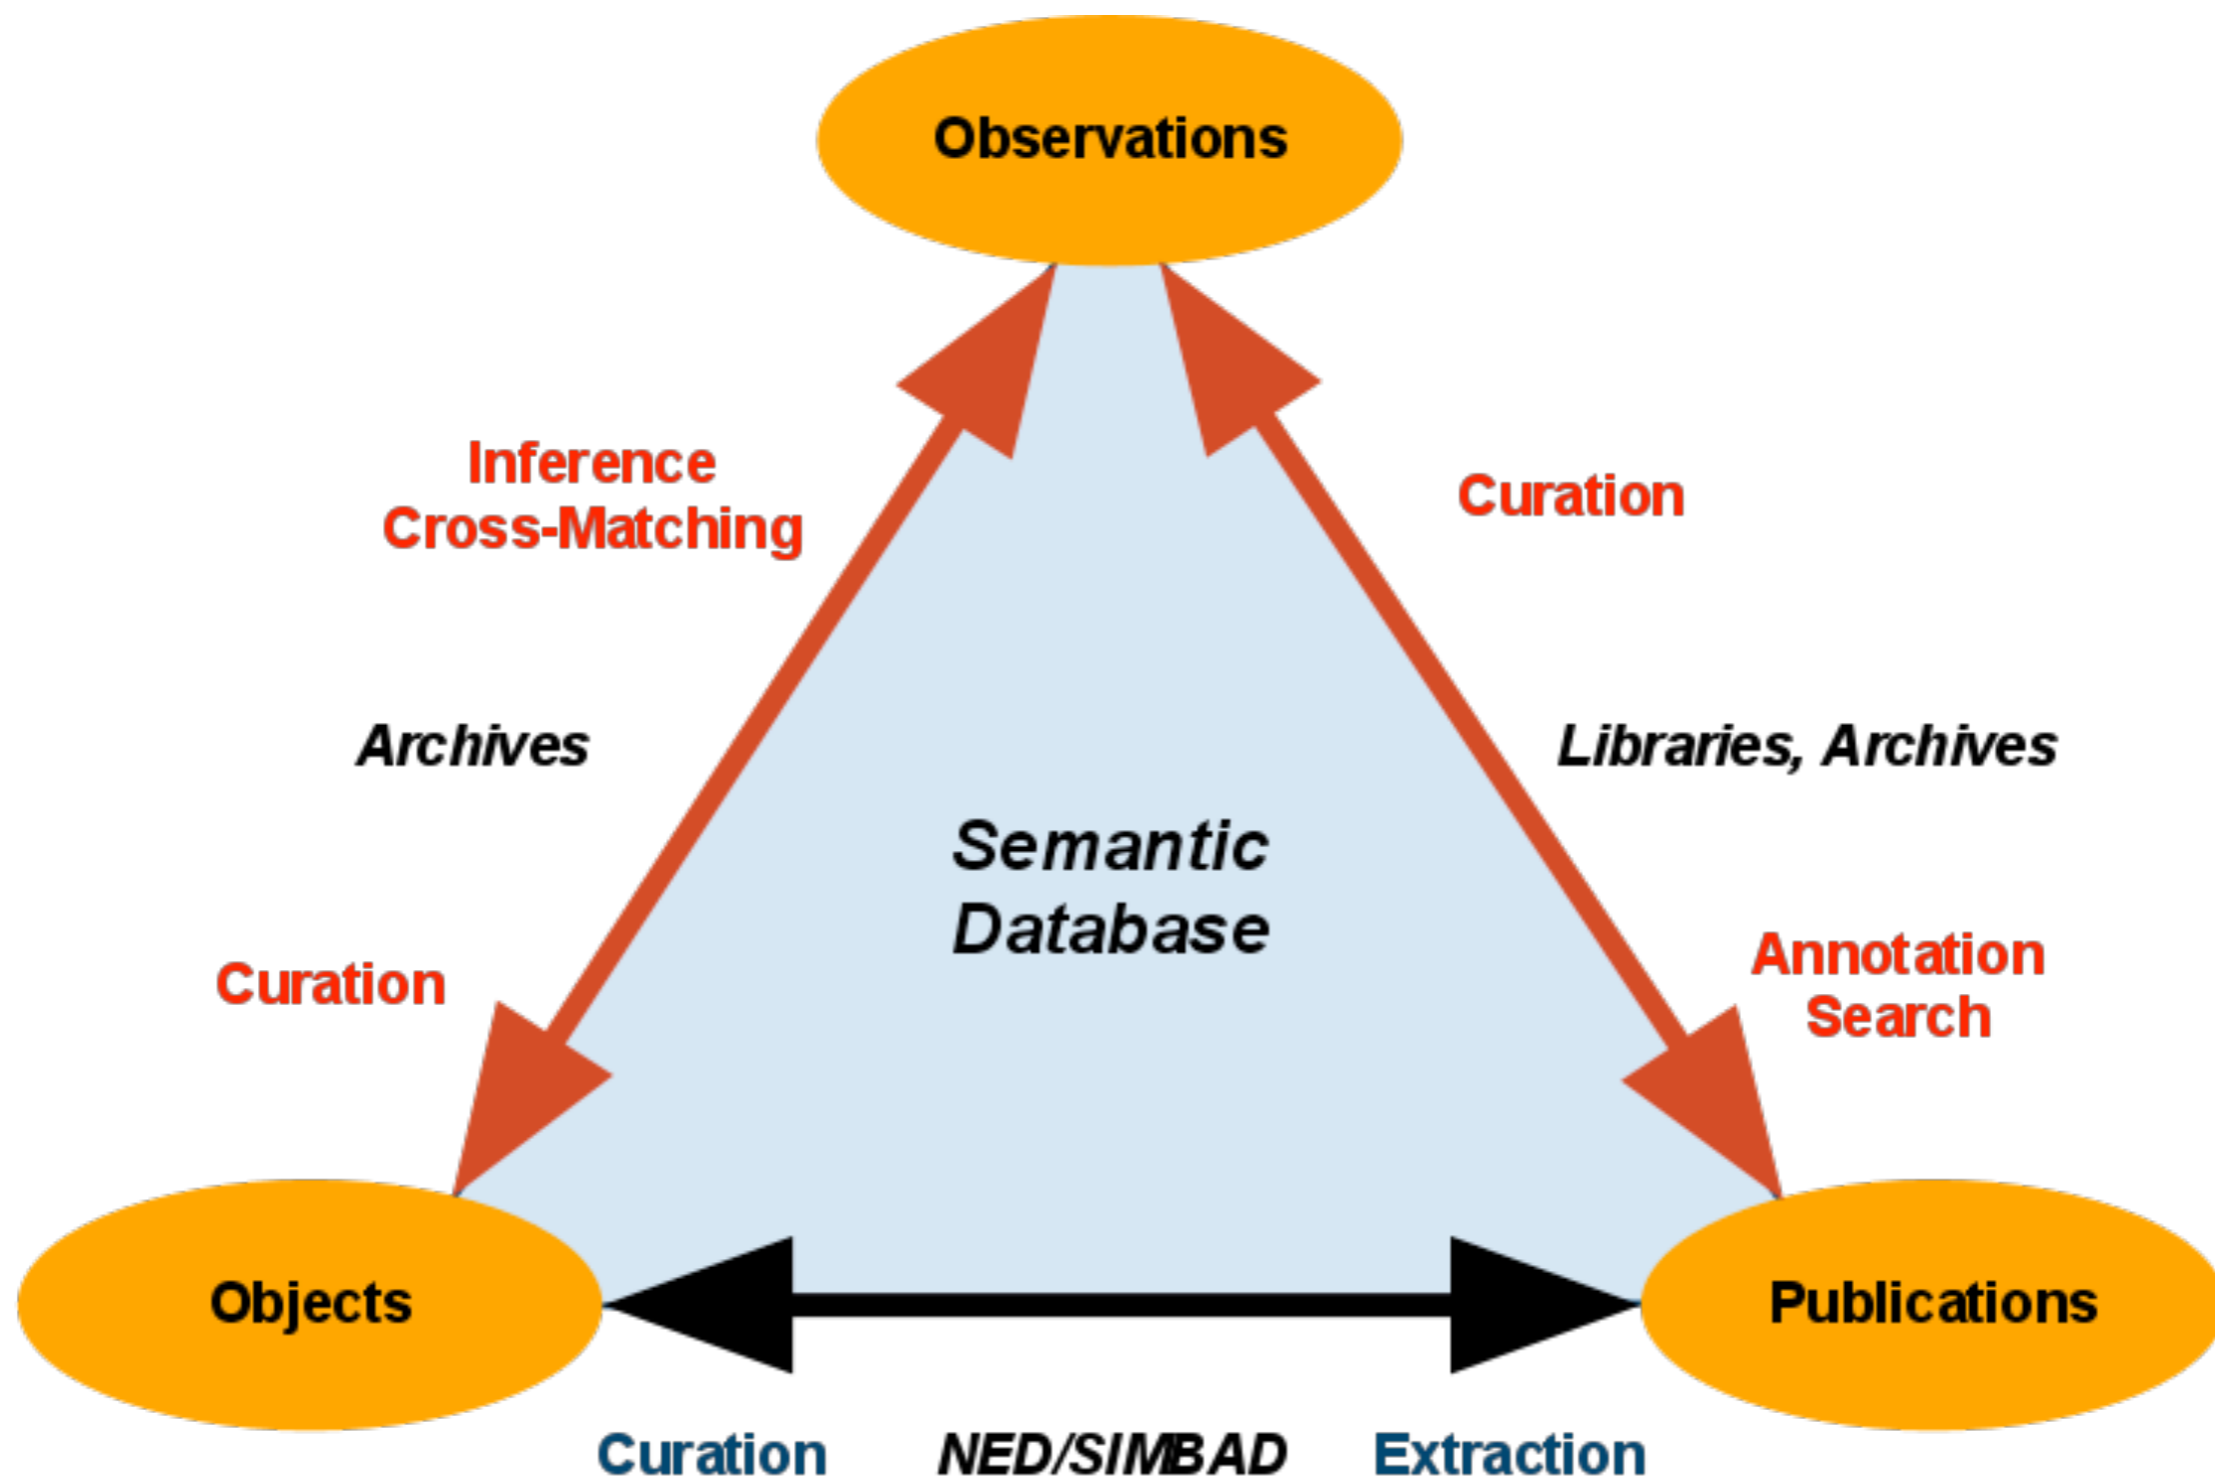 Observations
Inference
Cross-Matching
Curation
Archives
Libraries, Archives
Semantic
Database
Curation
Annotation
Search
Objects
Publications
Curation
NED/SIMBAD
Extraction